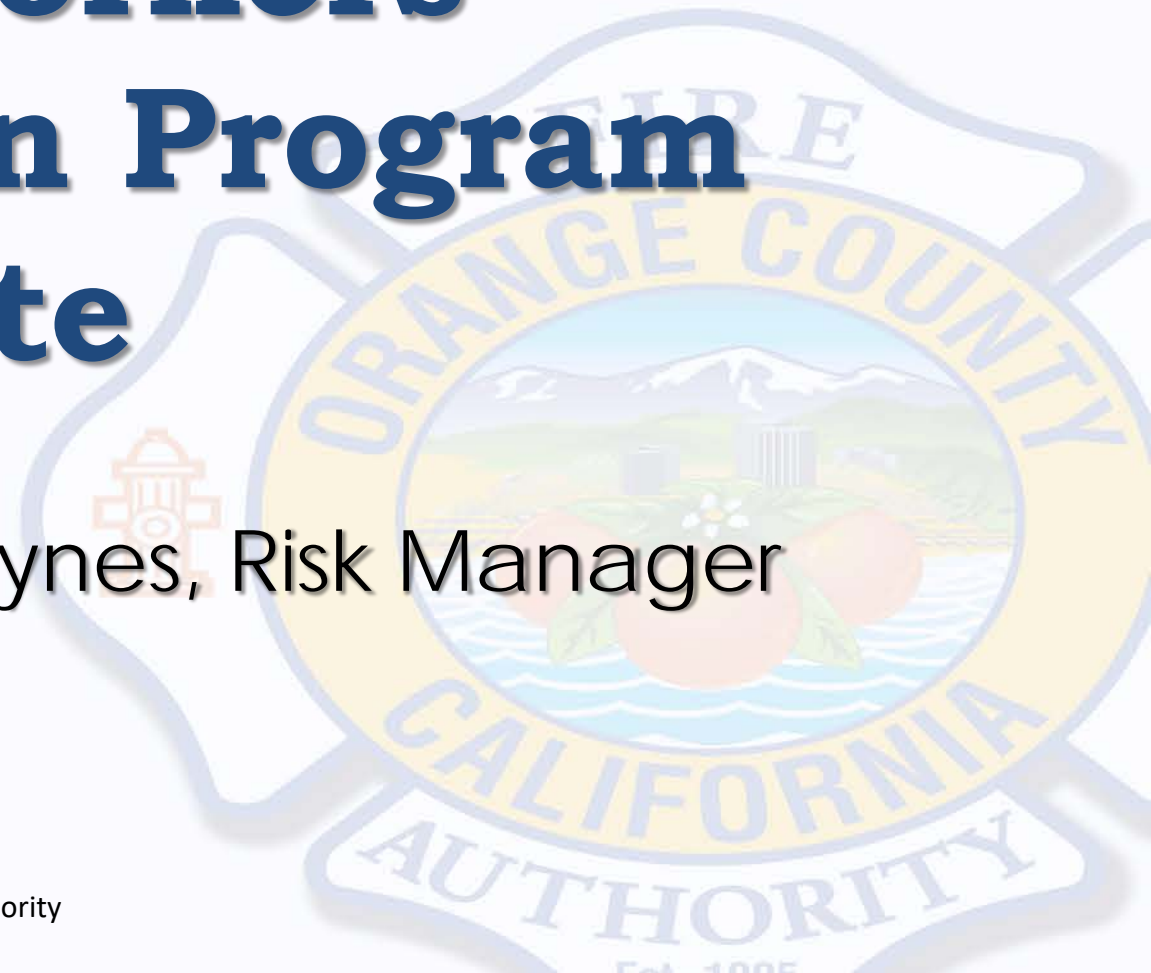 n Program
te
ynes, Risk Manager
ority
FIRE
ORANGE COUNTY
CALIFORNIA
AUTHORITY